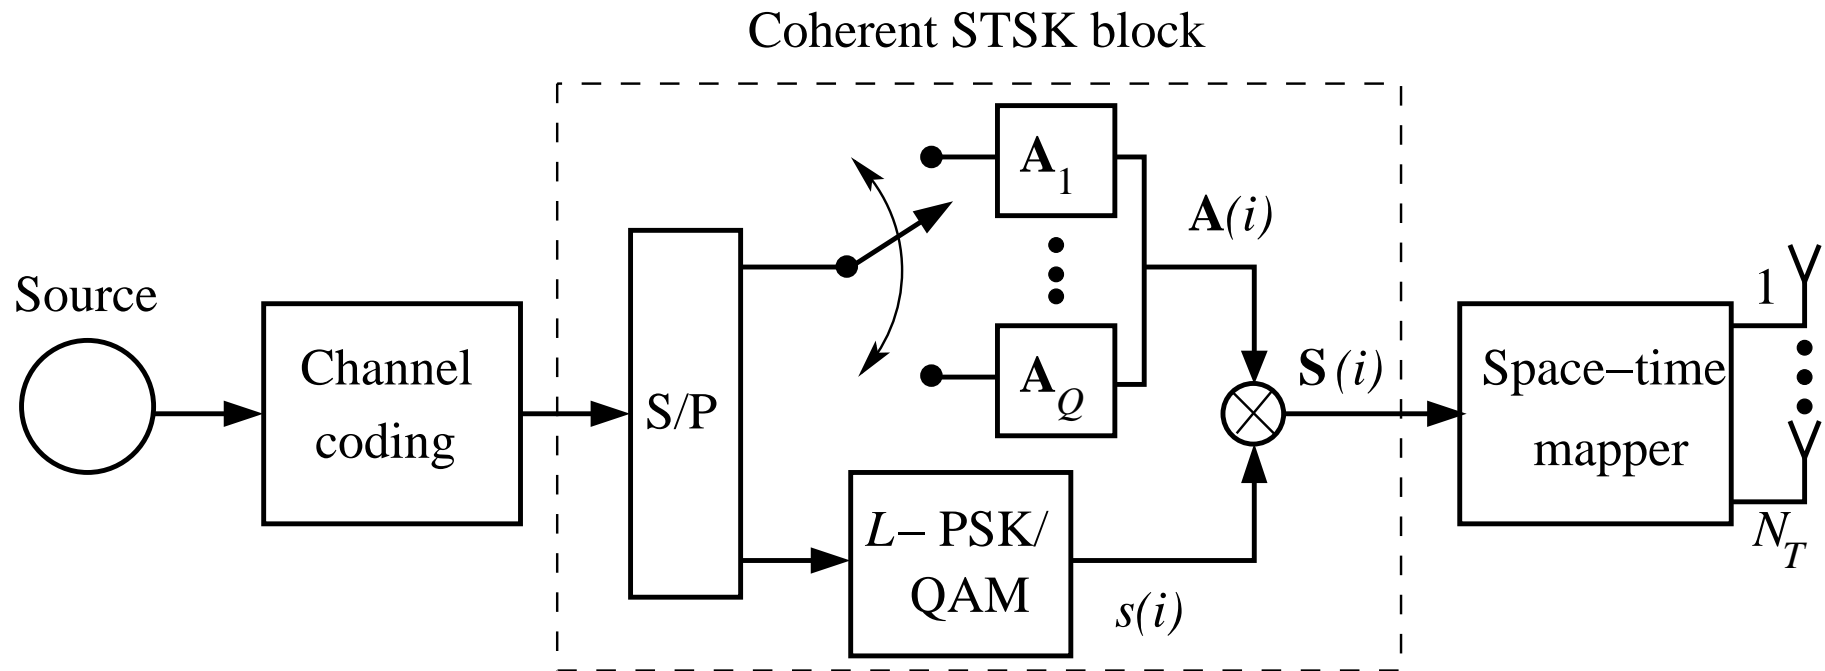 Coherent STSK block
Source
Channel
coding
S/P
A1
AQ
A(i)
L– PSK/
QAM
s(i)
S(i)
Space–time
mapper
1
NT